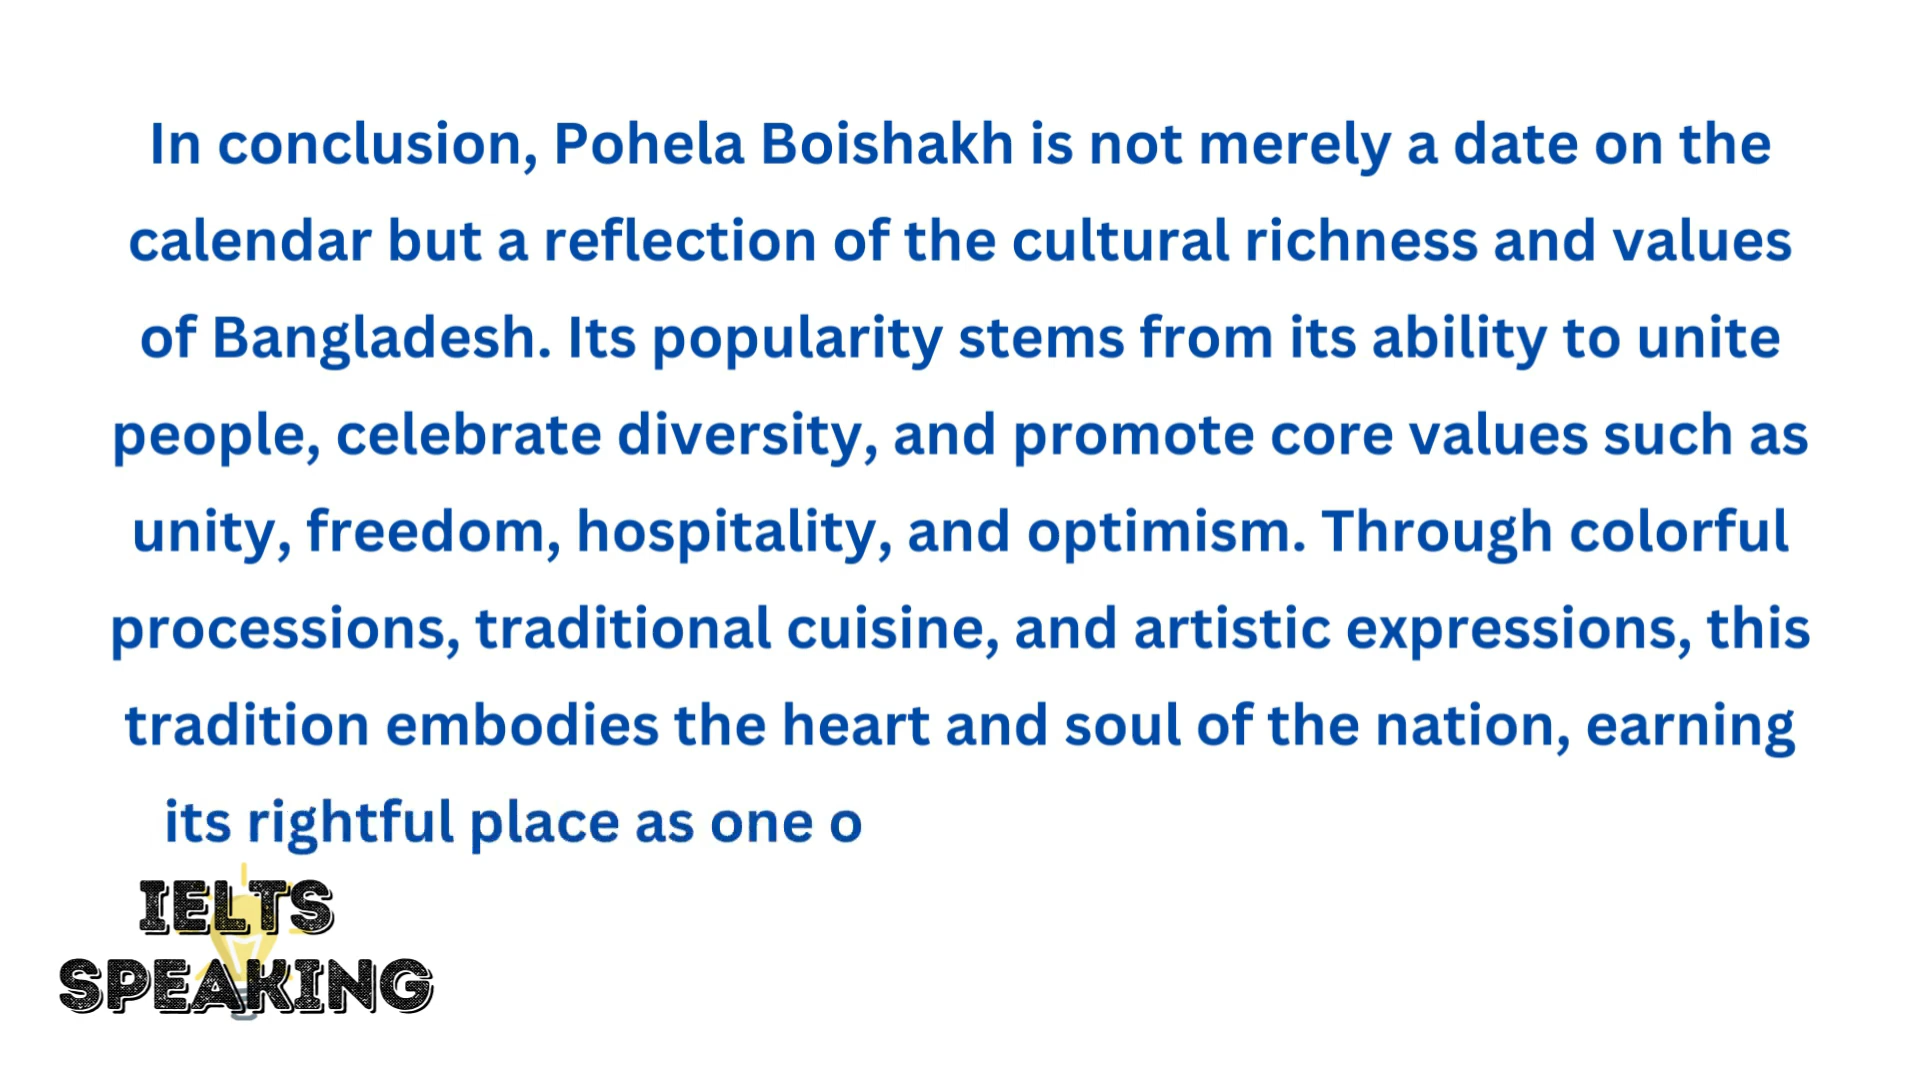 In conclusion, Pohela Boishakh is not merely a date on the
calendar but a reflection of the cultural richness and values
of Bangladesh. Its popularity stems from its ability to unite
people, celebrate diversity, and promote core values such as
unity, freedom, hospitality, and optimism. Through colorful
processions, traditional cuisine, and artistic expressions, this
tradition embodies the heart and soul of the nation, earning
its rightful place as one o
IELTS
SPEAKING